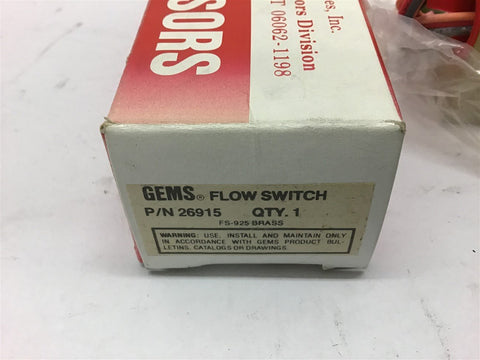 es, Inc.
ors Division
T 06062-1198
SORS
GEMS® FLOW SWITCH
P/N 26915 QTY. 1
FS-925 BRASS
WARNING: USE, INSTALL AND MAINTAIN ONLY
IN ACCORDANCE WITH GEMS PRODUCT BUL-
LETINS, CATALOGS OR DRAWINGS.